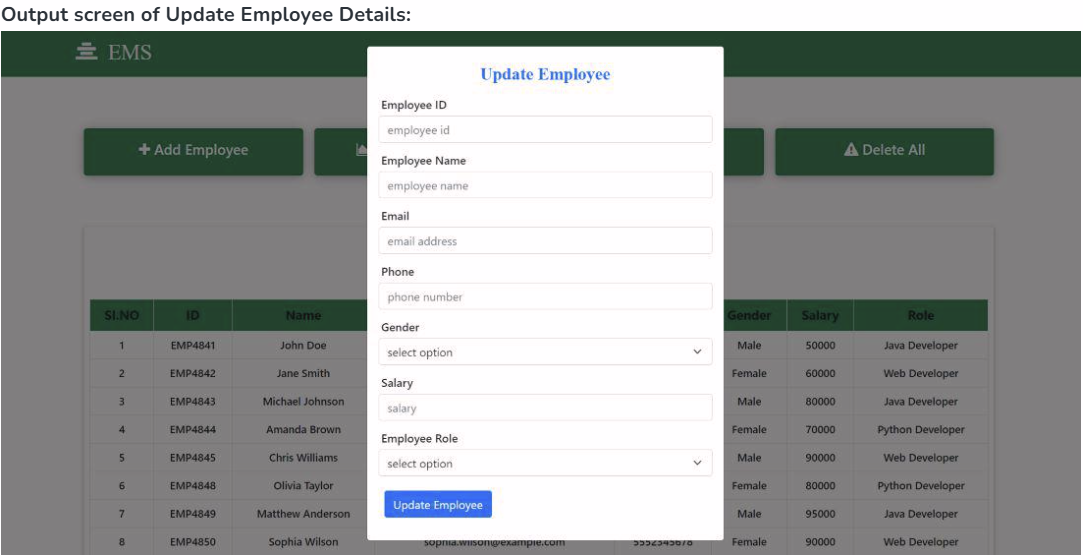 Output screen of Update Employee Details:
EMS
Update Employee
Employee ID
employee id
Add Employee
Delete All
Employee Name
employee name
Email
email address
Phone
phone number
Gender
select option
Salary
salary
Employee Role
select option
Update Employee
SI.NO ID Name Gender Salary Role
1 EMP4841 John Doe Male 50000 Java Developer
2 EMP4842 Jane Smith Female 60000 Web Developer
3 EMP4843 Michael Johnson Male 80000 Java Developer
4 EMP4844 Amanda Brown Female 70000 Python Developer
5 EMP4845 Chris Williams Male 90000 Web Developer
6 EMP4848 Olivia Taylor Female 80000 Python Developer
7 EMP4849 Matthew Anderson Male 95000 Java Developer
8 EMP4850 Sophia Wilson sophia.wilson@example.com 5552345678 Female 90000 Web Developer